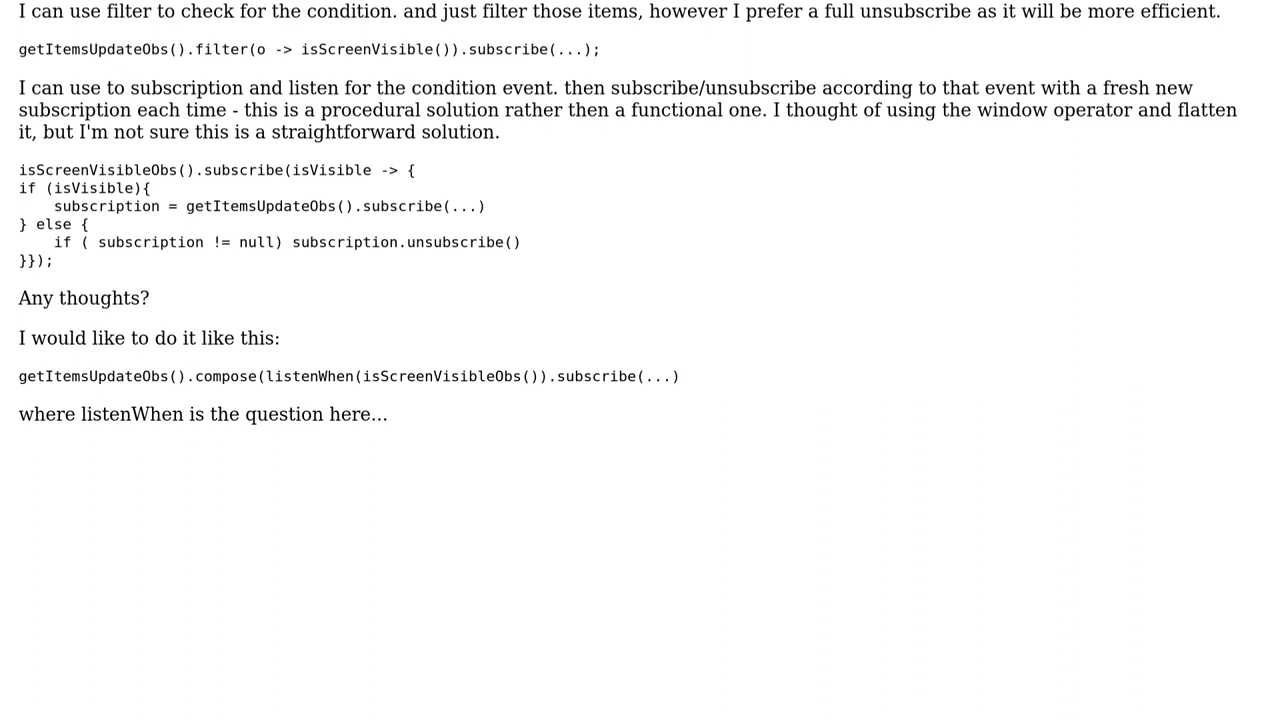 I can use filter to check for the condition. and just filter those items, however I prefer a full unsubscribe as it will be more efficient.
getItemsUpdateObs().filter(o -> isScreenVisible()).subscribe(...);
I can use to subscription and listen for the condition event. then subscribe/unsubscribe according to that event with a fresh new
subscription each time - this is a procedural solution rather then a functional one. I thought of using the window operator and flatten
it, but I'm not sure this is a straightforward solution.
isScreenVisibleObs().subscribe(isVisible -> {
if (isVisible){
    subscription = getItemsUpdateObs().subscribe(...)
} else {
    if ( subscription != null) subscription.unsubscribe()
}});
Any thoughts?
I would like to do it like this:
getItemsUpdateObs().compose(listenWhen(isScreenVisibleObs()).subscribe(...)
where listenWhen is the question here...